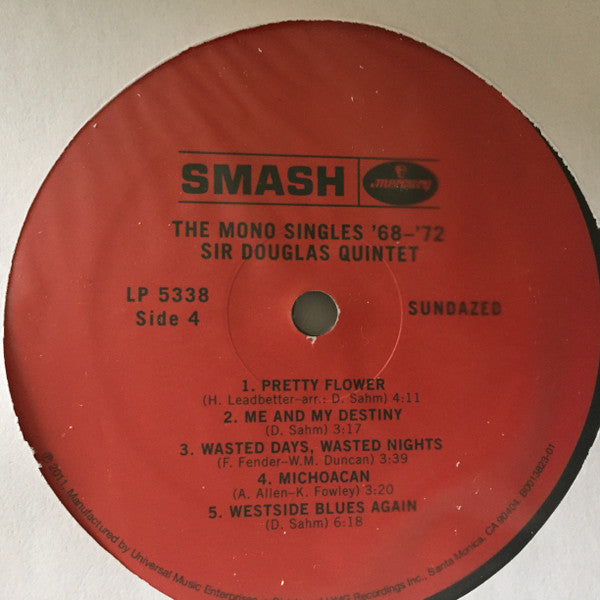 SMASH mercury
THE MONO SINGLES '68-'72
SIR DOUGLAS QUINTET
LP 5338
Side 4
SUNDAZED
1. PRETTY FLOWER
(H. Leadbetter-arr.: D. Sahm) 4:11
2. ME AND MY DESTINY
(D. Sahm) 3:17
3. WASTED DAYS, WASTED NIGHTS
(F. Fender-W.M. Duncan) 3:39
4. MICHOACAN
(A. Allen-K. Fowley) 3:20
5. WESTSIDE BLUES AGAIN
(D. Sahm) 6:18
℗ 2011, Manufactured by Universal Music Enterprises Recordings Inc., Santa Monica, CA 90404. B0015823-01